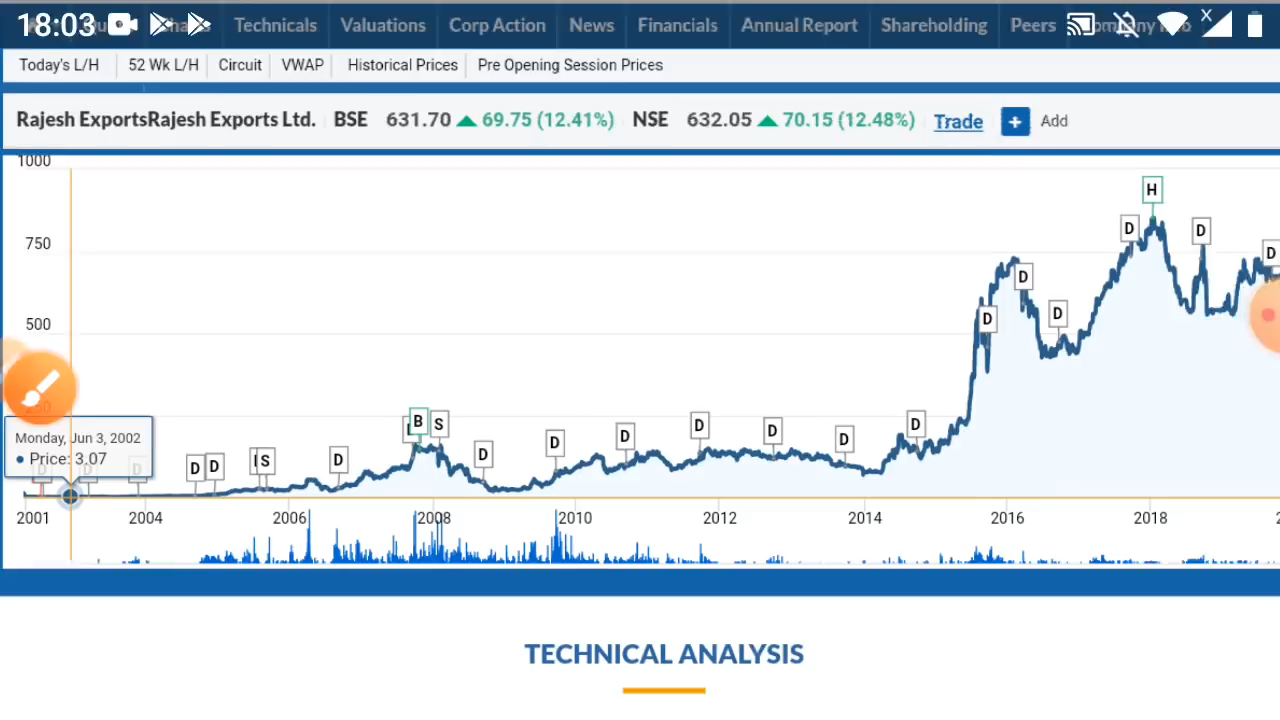 18:03
Technicals Valuations Corp Action News Financials Annual Report Shareholding Peers
Today's L/H 52 Wk L/H Circuit VWAP Historical Prices Pre Opening Session Prices
Rajesh ExportsRajesh Exports Ltd. BSE 631.70 69.75 (12.41%) NSE 632.05 70.15 (12.48%) Trade + Add
1000
H
D D
750
D
D
D D
500
250
B S
D D D D D D D
D D D D D S D
Monday, Jun 3, 2002
Price: 3.07
2001 2004 2006 2008 2010 2012 2014 2016 2018
TECHNICAL ANALYSIS